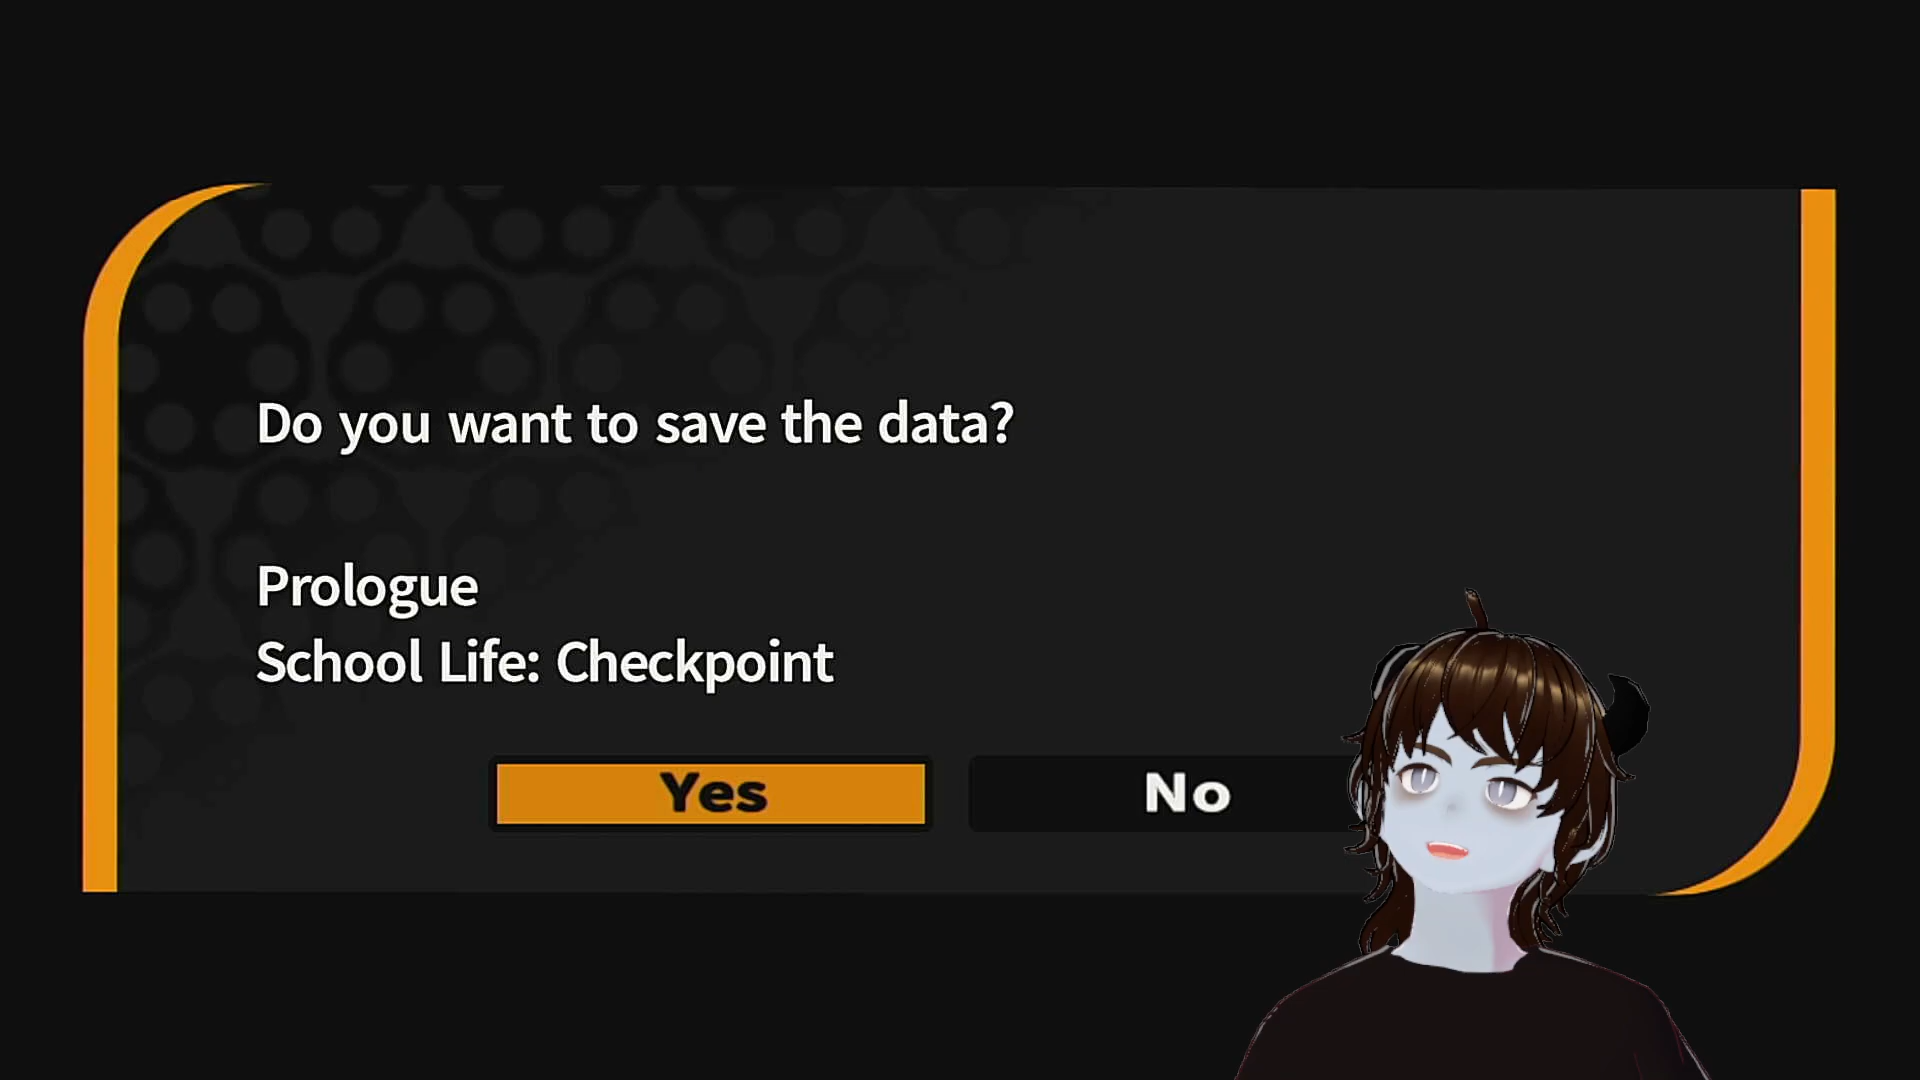 Do you want to save the data?
Prologue
School Life: Checkpoint
Yes
No